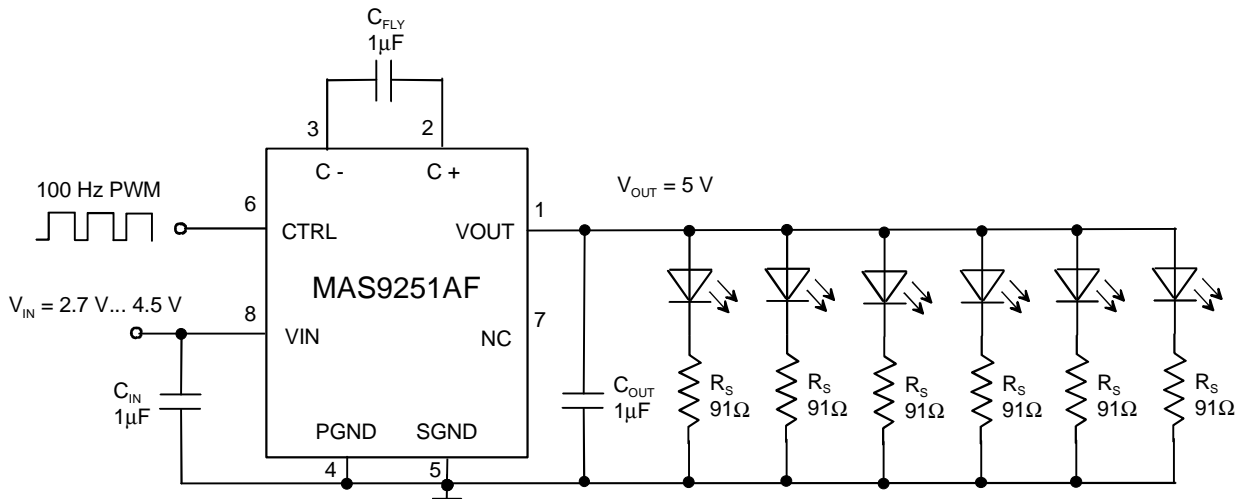 C_FLY
1μF
3
2
C -
C +
100 Hz PWM
6
CTRL
V_OUT = 5 V
1
VOUT
MAS9251AF
V_IN = 2.7 V... 4.5 V
8
VIN
7
NC
C_IN
1μF
PGND
SGND
4
5
C_OUT
1μF
R_S
91Ω
R_S
91Ω
R_S
91Ω
R_S
91Ω
R_S
91Ω
R_S
91Ω